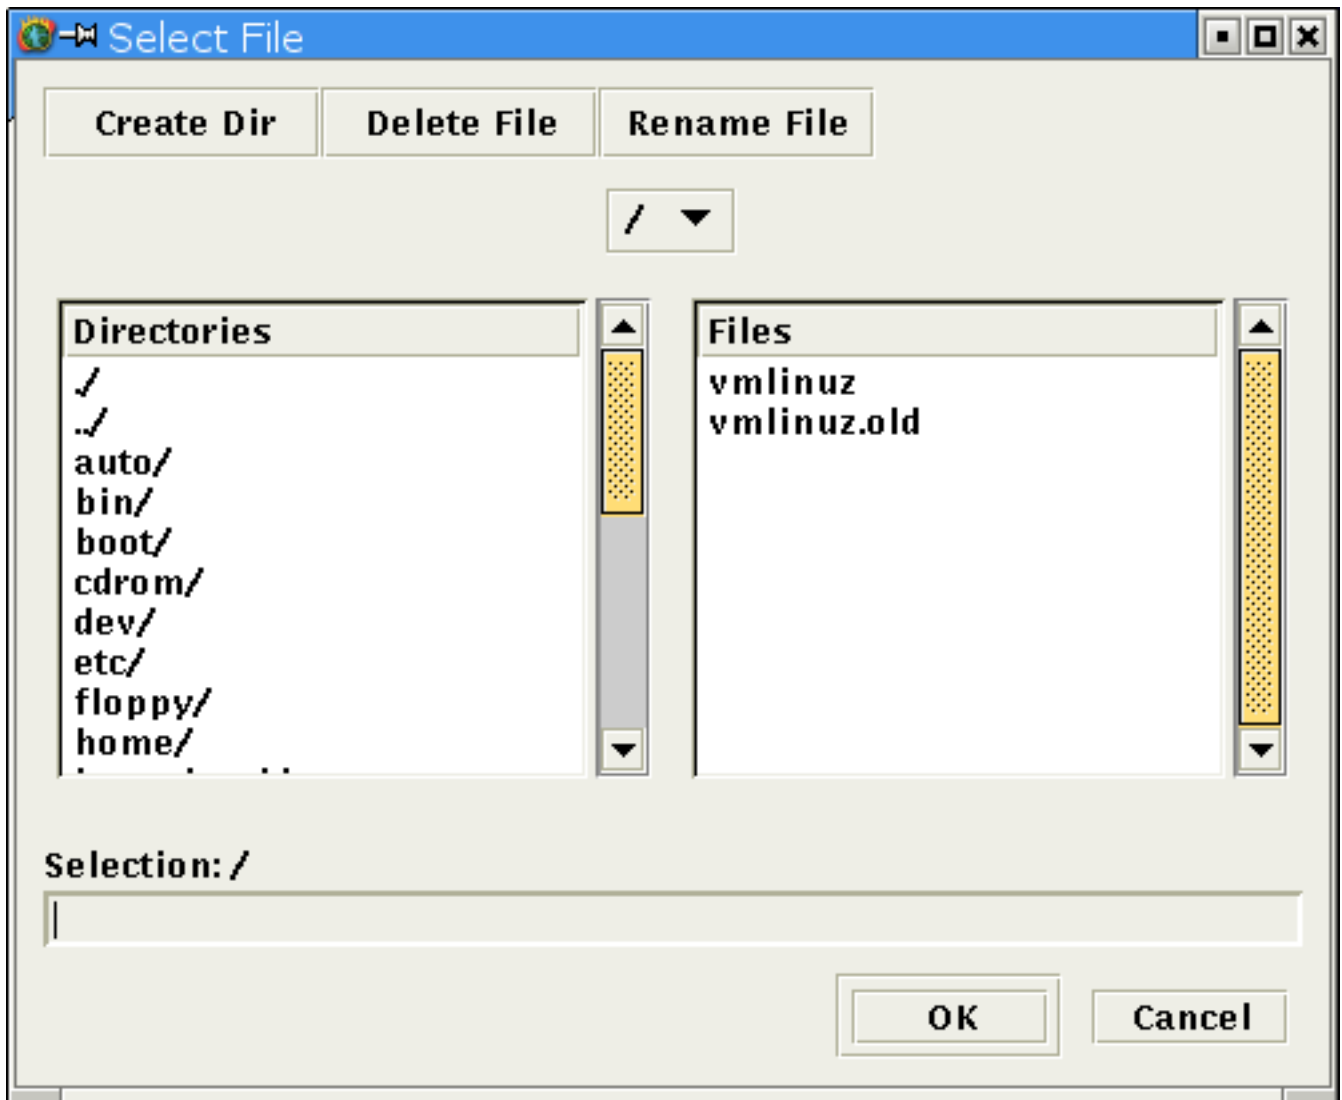 Select File
Create Dir Delete File Rename File
/
Directories
./
../
auto/
bin/
boot/
cdrom/
dev/
etc/
floppy/
home/
Files
vmlinuz
vmlinuz.old
Selection: /
OK Cancel